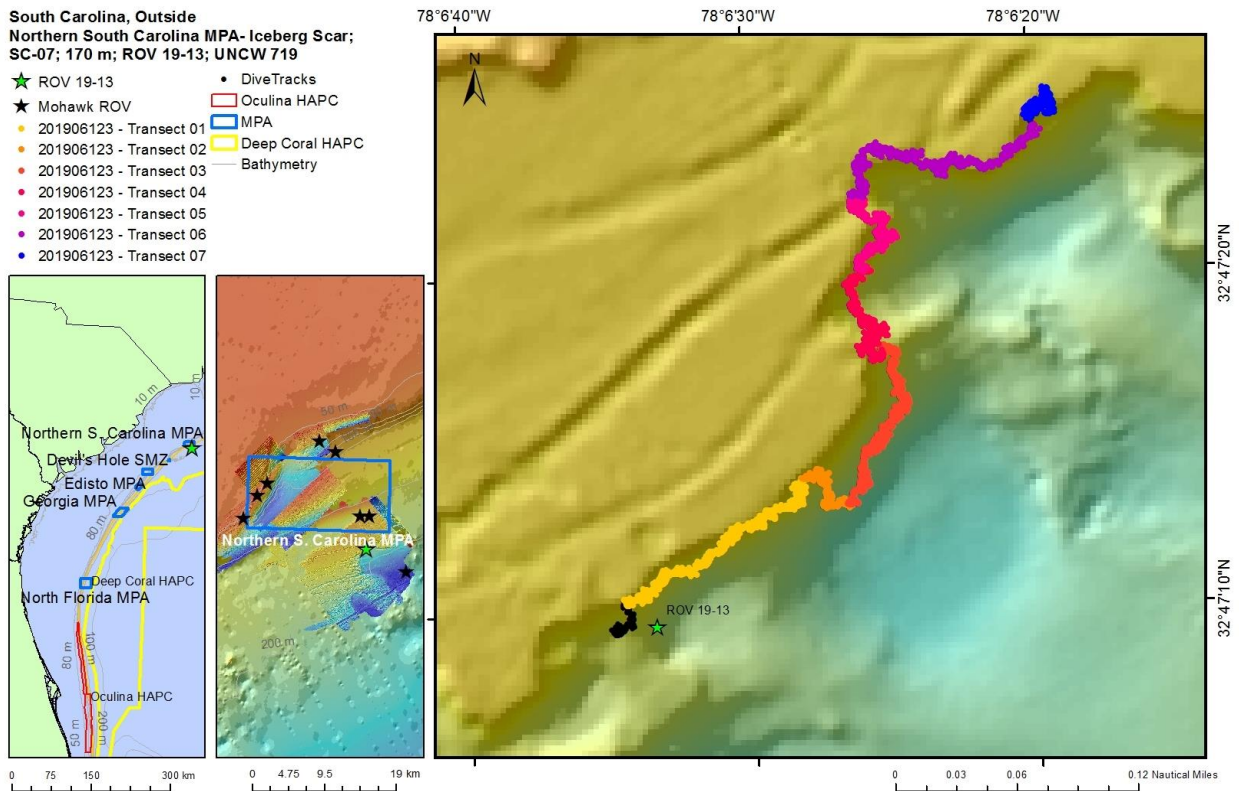 South Carolina, Outside
Northern South Carolina MPA- Iceberg Scar;
SC-07; 170 m; ROV 19-13; UNCW 719
ROV 19-13
Mohawk ROV
201906123 - Transect 01
201906123 - Transect 02
201906123 - Transect 03
201906123 - Transect 04
201906123 - Transect 05
201906123 - Transect 06
201906123 - Transect 07
DiveTracks
Oculina HAPC
MPA
Deep Coral HAPC
Bathymetry
10 m
10 m
Northern S. Carolina MPA
Devil's Hole SMZ
Edisto MPA
Georgia MPA
80 m
Deep Coral HAPC
North Florida MPA
80 m
100 m
Oculina HAPC
50 m
200 m
0 75 150 300 km
50 m
Northern S. Carolina MPA
200 m
0 4.75 9.5 19 km
78°6'40"W 78°6'30"W 78°6'20"W
N
32°47'20"N
32°47'10"N
ROV 19-13
0 0.03 0.06 0.12 Nautical Miles